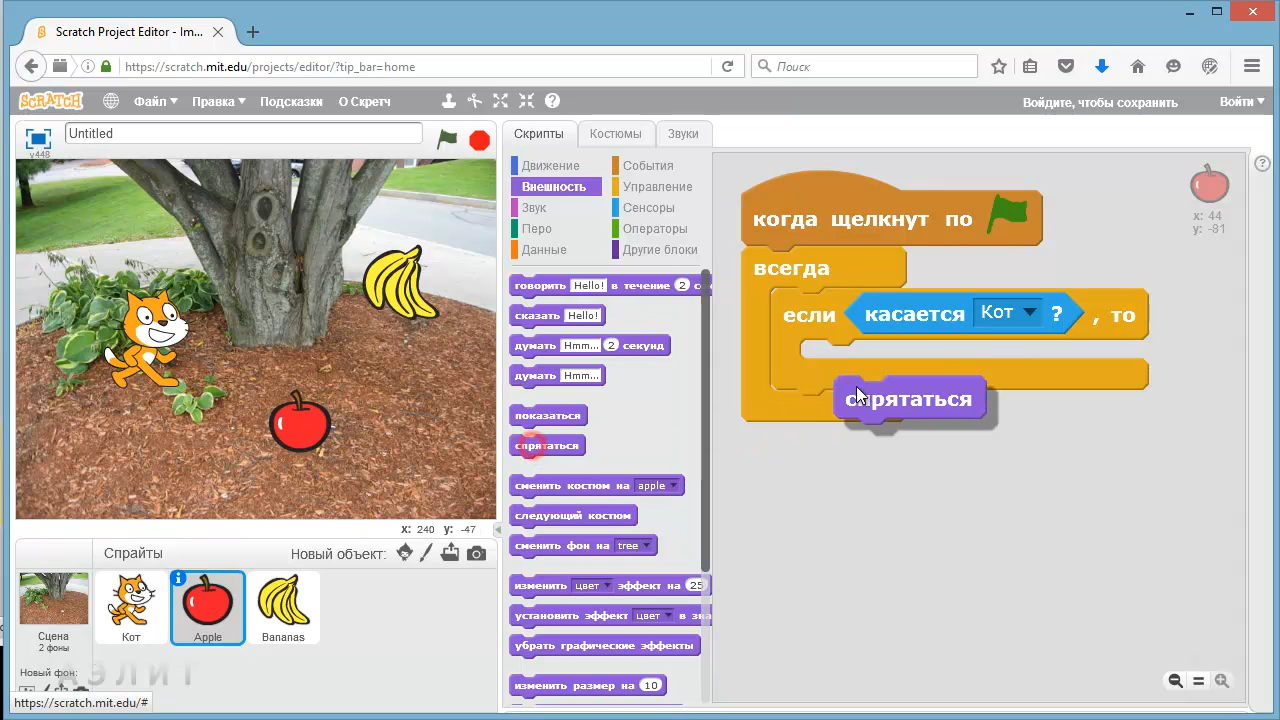 Scratch Project Editor - Im...
https://scratch.mit.edu/projects/editor/?tip_bar=home
Поиск
SCRATCH
Файл Правка Подсказки О Скретч
Войдите, чтобы сохранить Войти
v448
Untitled
Скрипты Костюмы Звуки
Движение События
Внешность Управление
Звук Сенсоры
Перо Операторы
Данные Другие блоки
говорить Hello! в течение 2
сказать Hello!
думать Hmm... 2 секунд
думать Hmm...
показаться
спрятаться
сменить костюм на apple
следующий костюм
сменить фон на tree
изменить цвет эффект на 25
установить эффект цвет в
убрать графические эффекты
изменить размер на 10
когда щелкнут по
всегда
если касается Кот ? , то
спрятаться
x: 44
y: -81
x: 240 y: -47
Спрайты Новый объект:
Сцена
2 фоны
Кот
Apple
Bananas
Новый фон:
АЭЛИТ
https://scratch.mit.edu/#